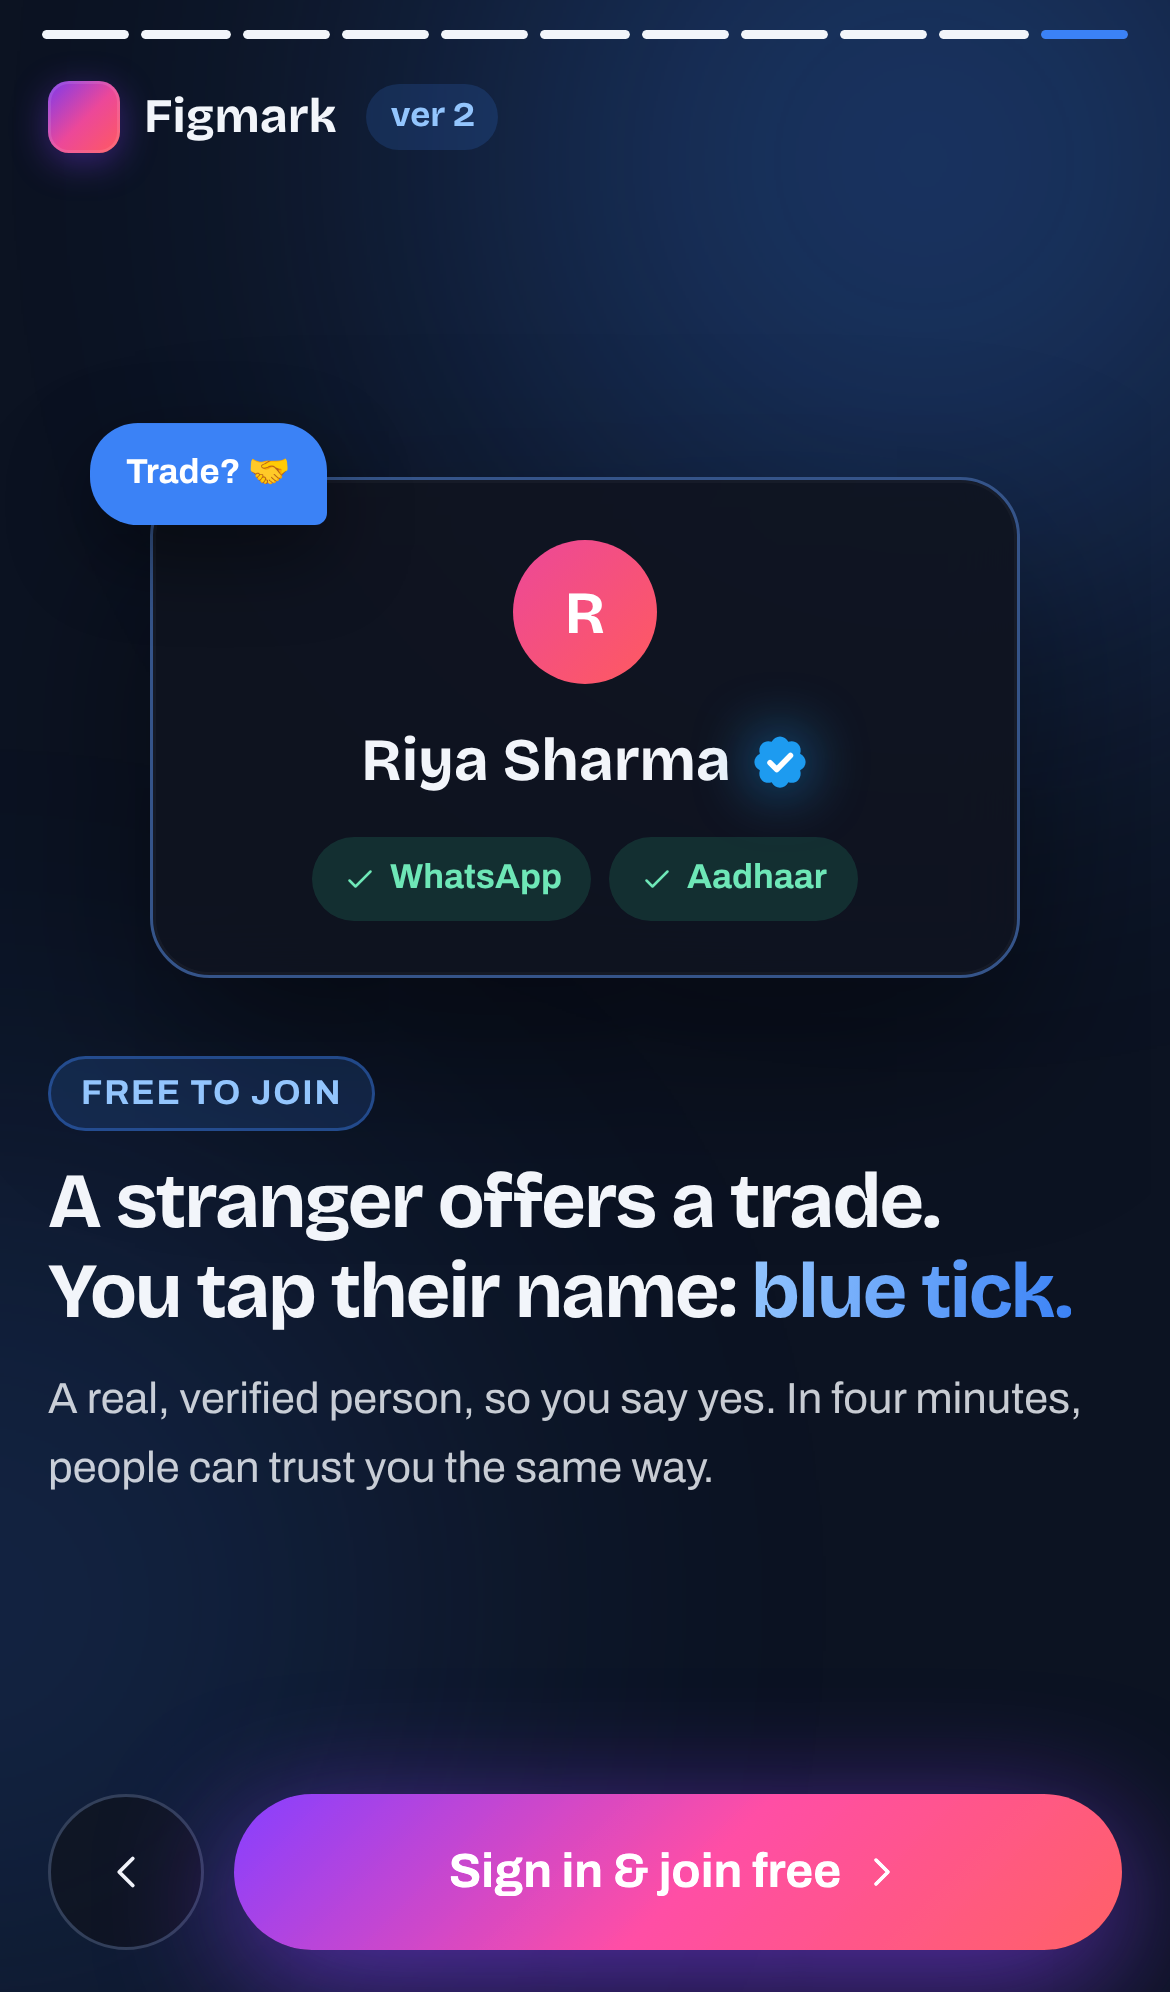 Figmark
ver 2
Trade? 🤝
R
Riya Sharma
WhatsApp
Aadhaar
FREE TO JOIN
A stranger offers a trade.
You tap their name: blue tick.
A real, verified person, so you say yes. In four minutes,
people can trust you the same way.
Sign in & join free